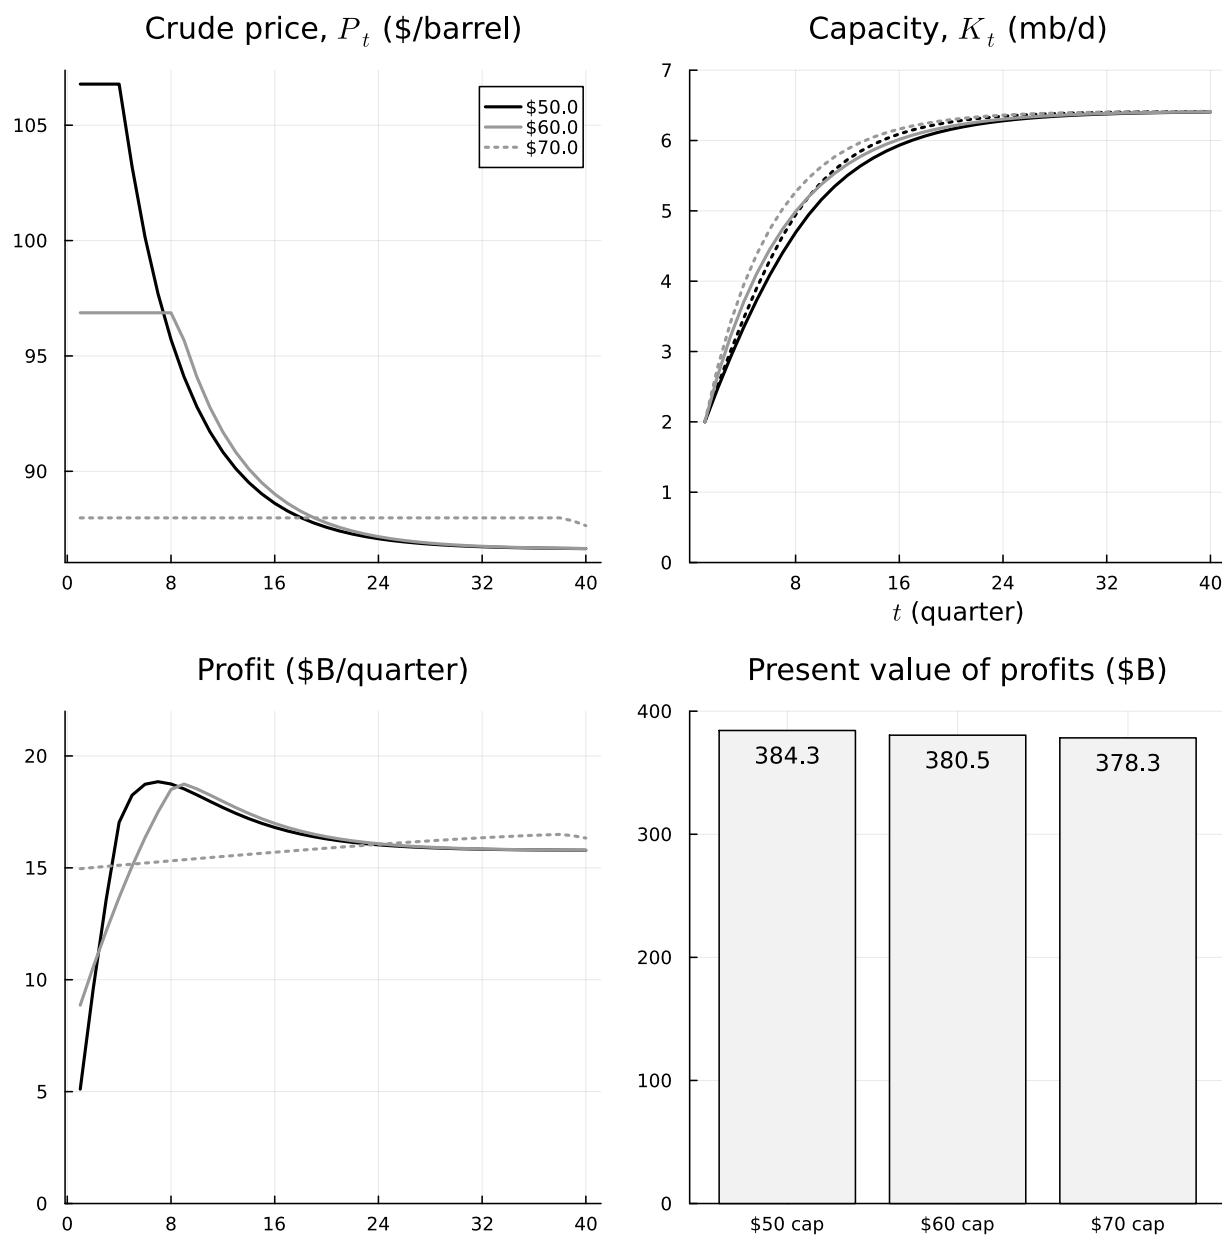 Crude price, P_t ($/barrel)
105
100
95
90
0 8 16 24 32 40
$50.0
$60.0
$70.0
Capacity, K_t (mb/d)
7
6
5
4
3
2
1
0
8 16 24 32 40
t (quarter)
Profit ($B/quarter)
20
15
10
5
0
0 8 16 24 32 40
Present value of profits ($B)
400
300
200
100
0
384.3 380.5 378.3
$50 cap $60 cap $70 cap